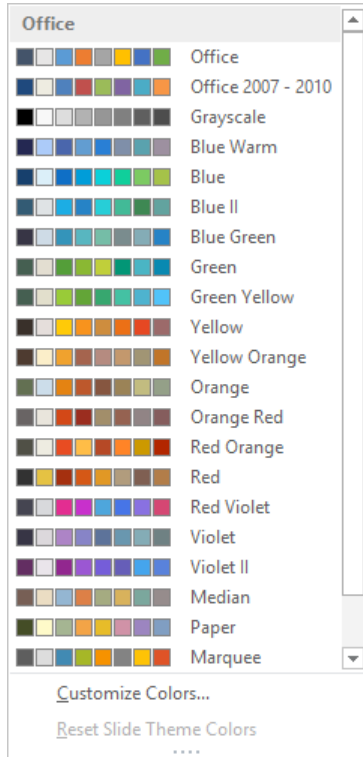 Office
Office
Office 2007 - 2010
Grayscale
Blue Warm
Blue
Blue II
Blue Green
Green
Green Yellow
Yellow
Yellow Orange
Orange
Orange Red
Red Orange
Red
Red Violet
Violet
Violet II
Median
Paper
Marquee
Customize Colors...
Reset Slide Theme Colors